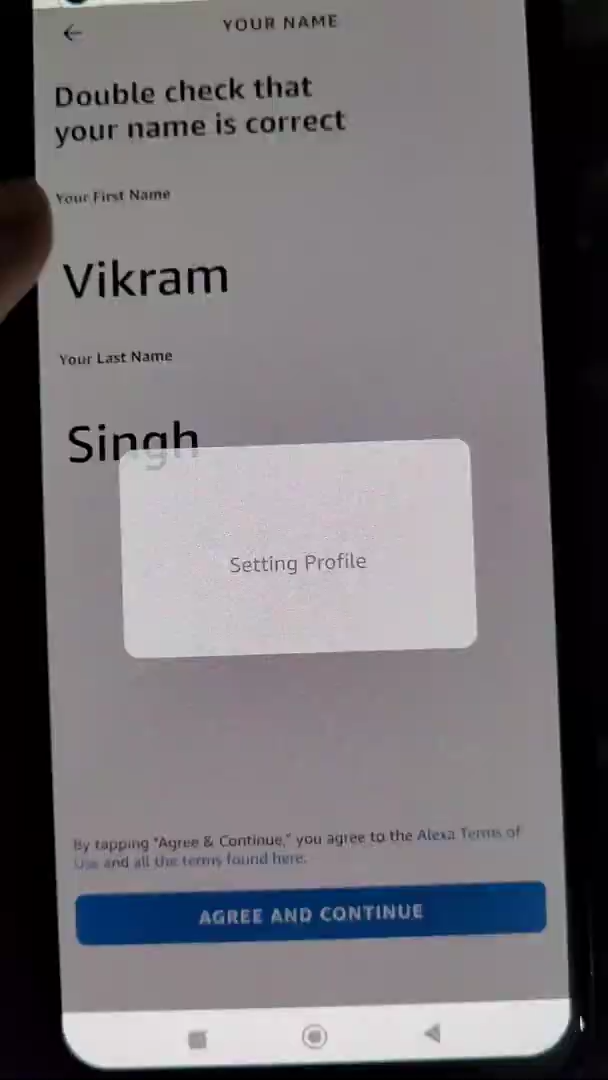 YOUR NAME
Double check that
your name is correct
Your First Name
Vikram
Your Last Name
Singh
Setting Profile
By tapping "Agree & Continue," you agree to the Alexa Terms of
Use and all the terms found here.
AGREE AND CONTINUE